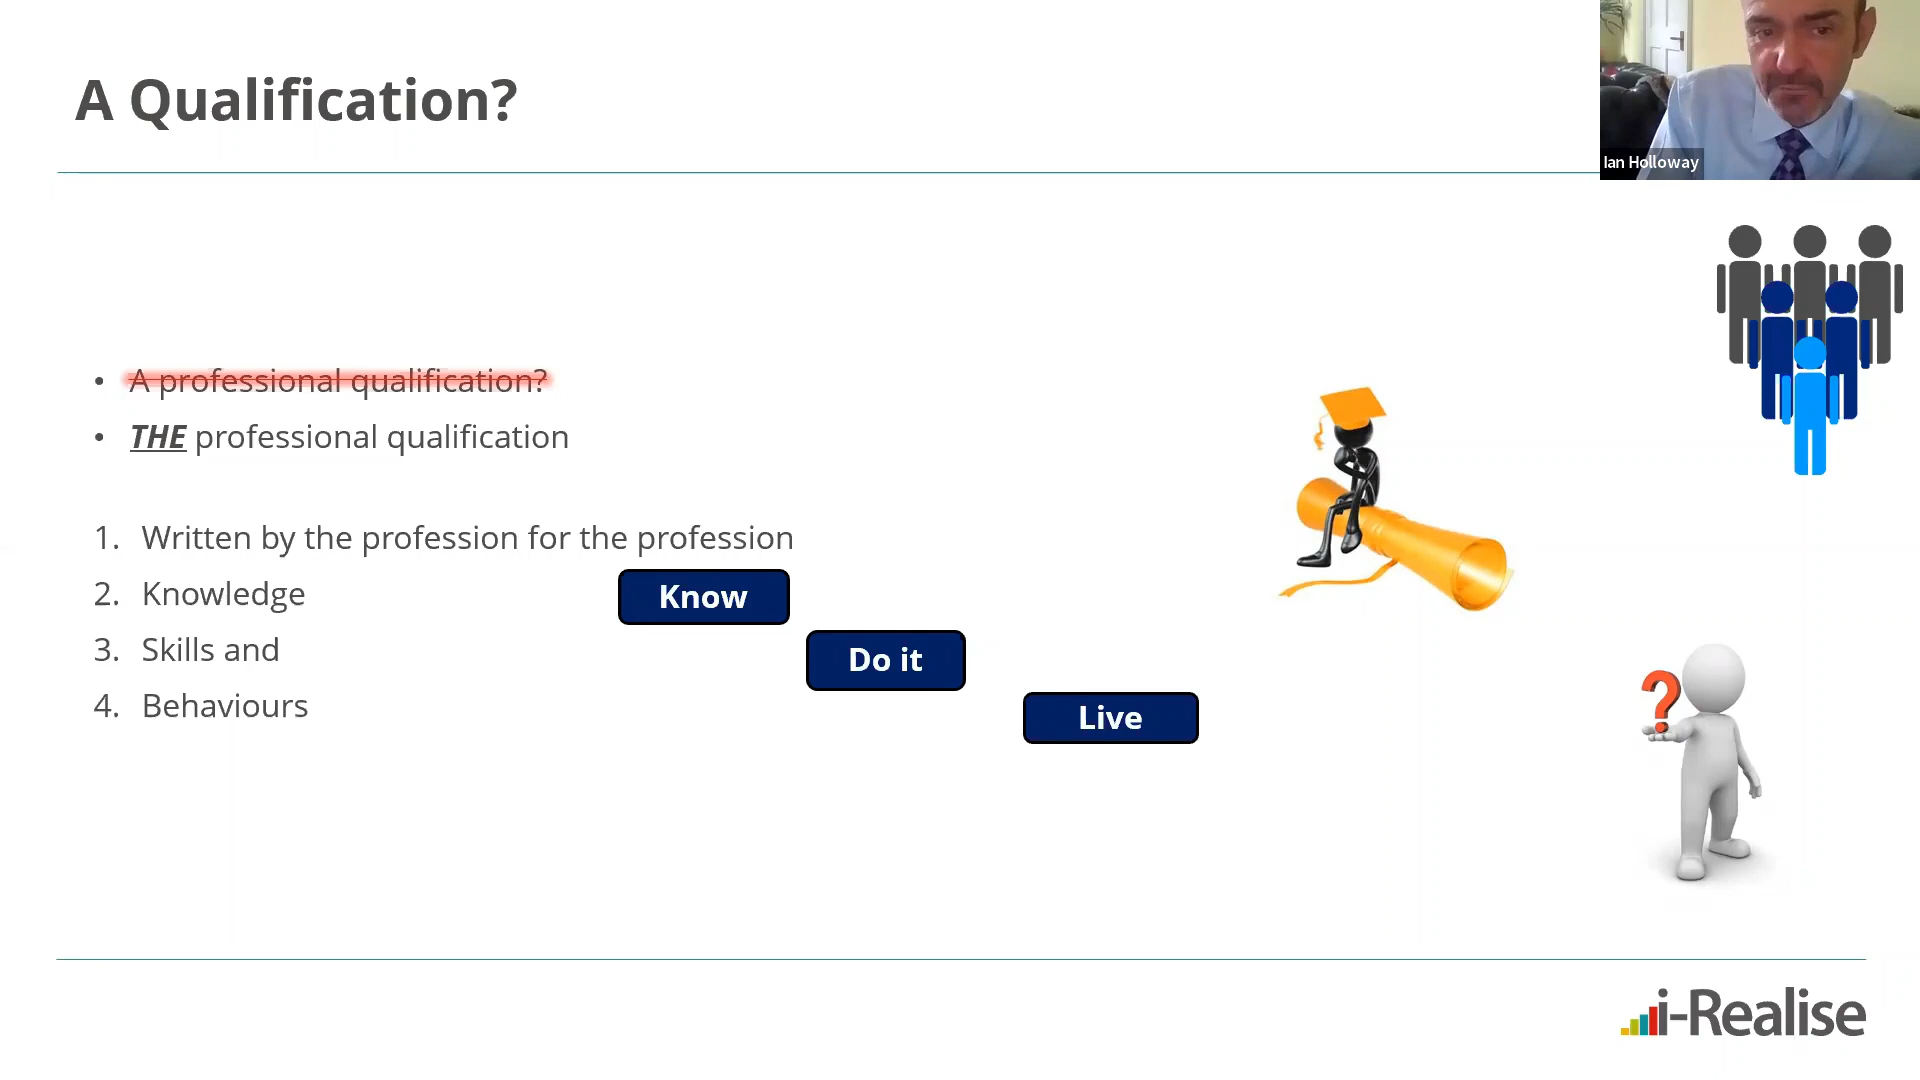 A Qualification?
Ian Holloway
• A professional qualification?
• THE professional qualification
1. Written by the profession for the profession
2. Knowledge
Know
3. Skills and
Do it
4. Behaviours
Live
?
i-Realise